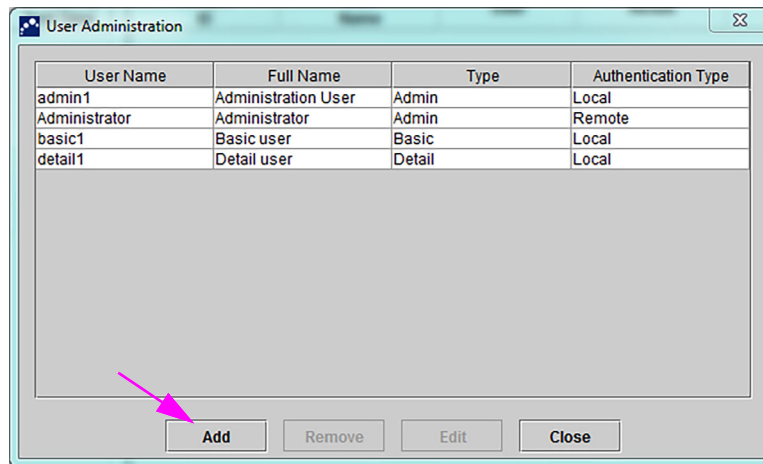 User Administration
User Name Full Name Type Authentication Type
admin1 Administration User Admin Local
Administrator Administrator Admin Remote
basic1 Basic user Basic Local
detail1 Detail user Detail Local
Add Remove Edit Close